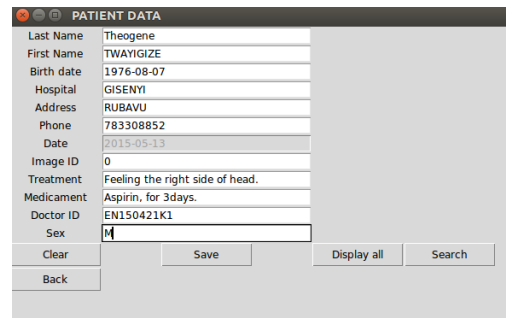 PATIENT DATA
Last Name Theogene
First Name TWAYIGIZE
Birth date 1976-08-07
Hospital GISENYI
Address RUBAVU
Phone 783308852
Date 2015-05-13
Image ID 0
Treatment Feeling the right side of head.
Medicament Aspirin, for 3days.
Doctor ID EN150421K1
Sex M
Clear Save Display all Search
Back